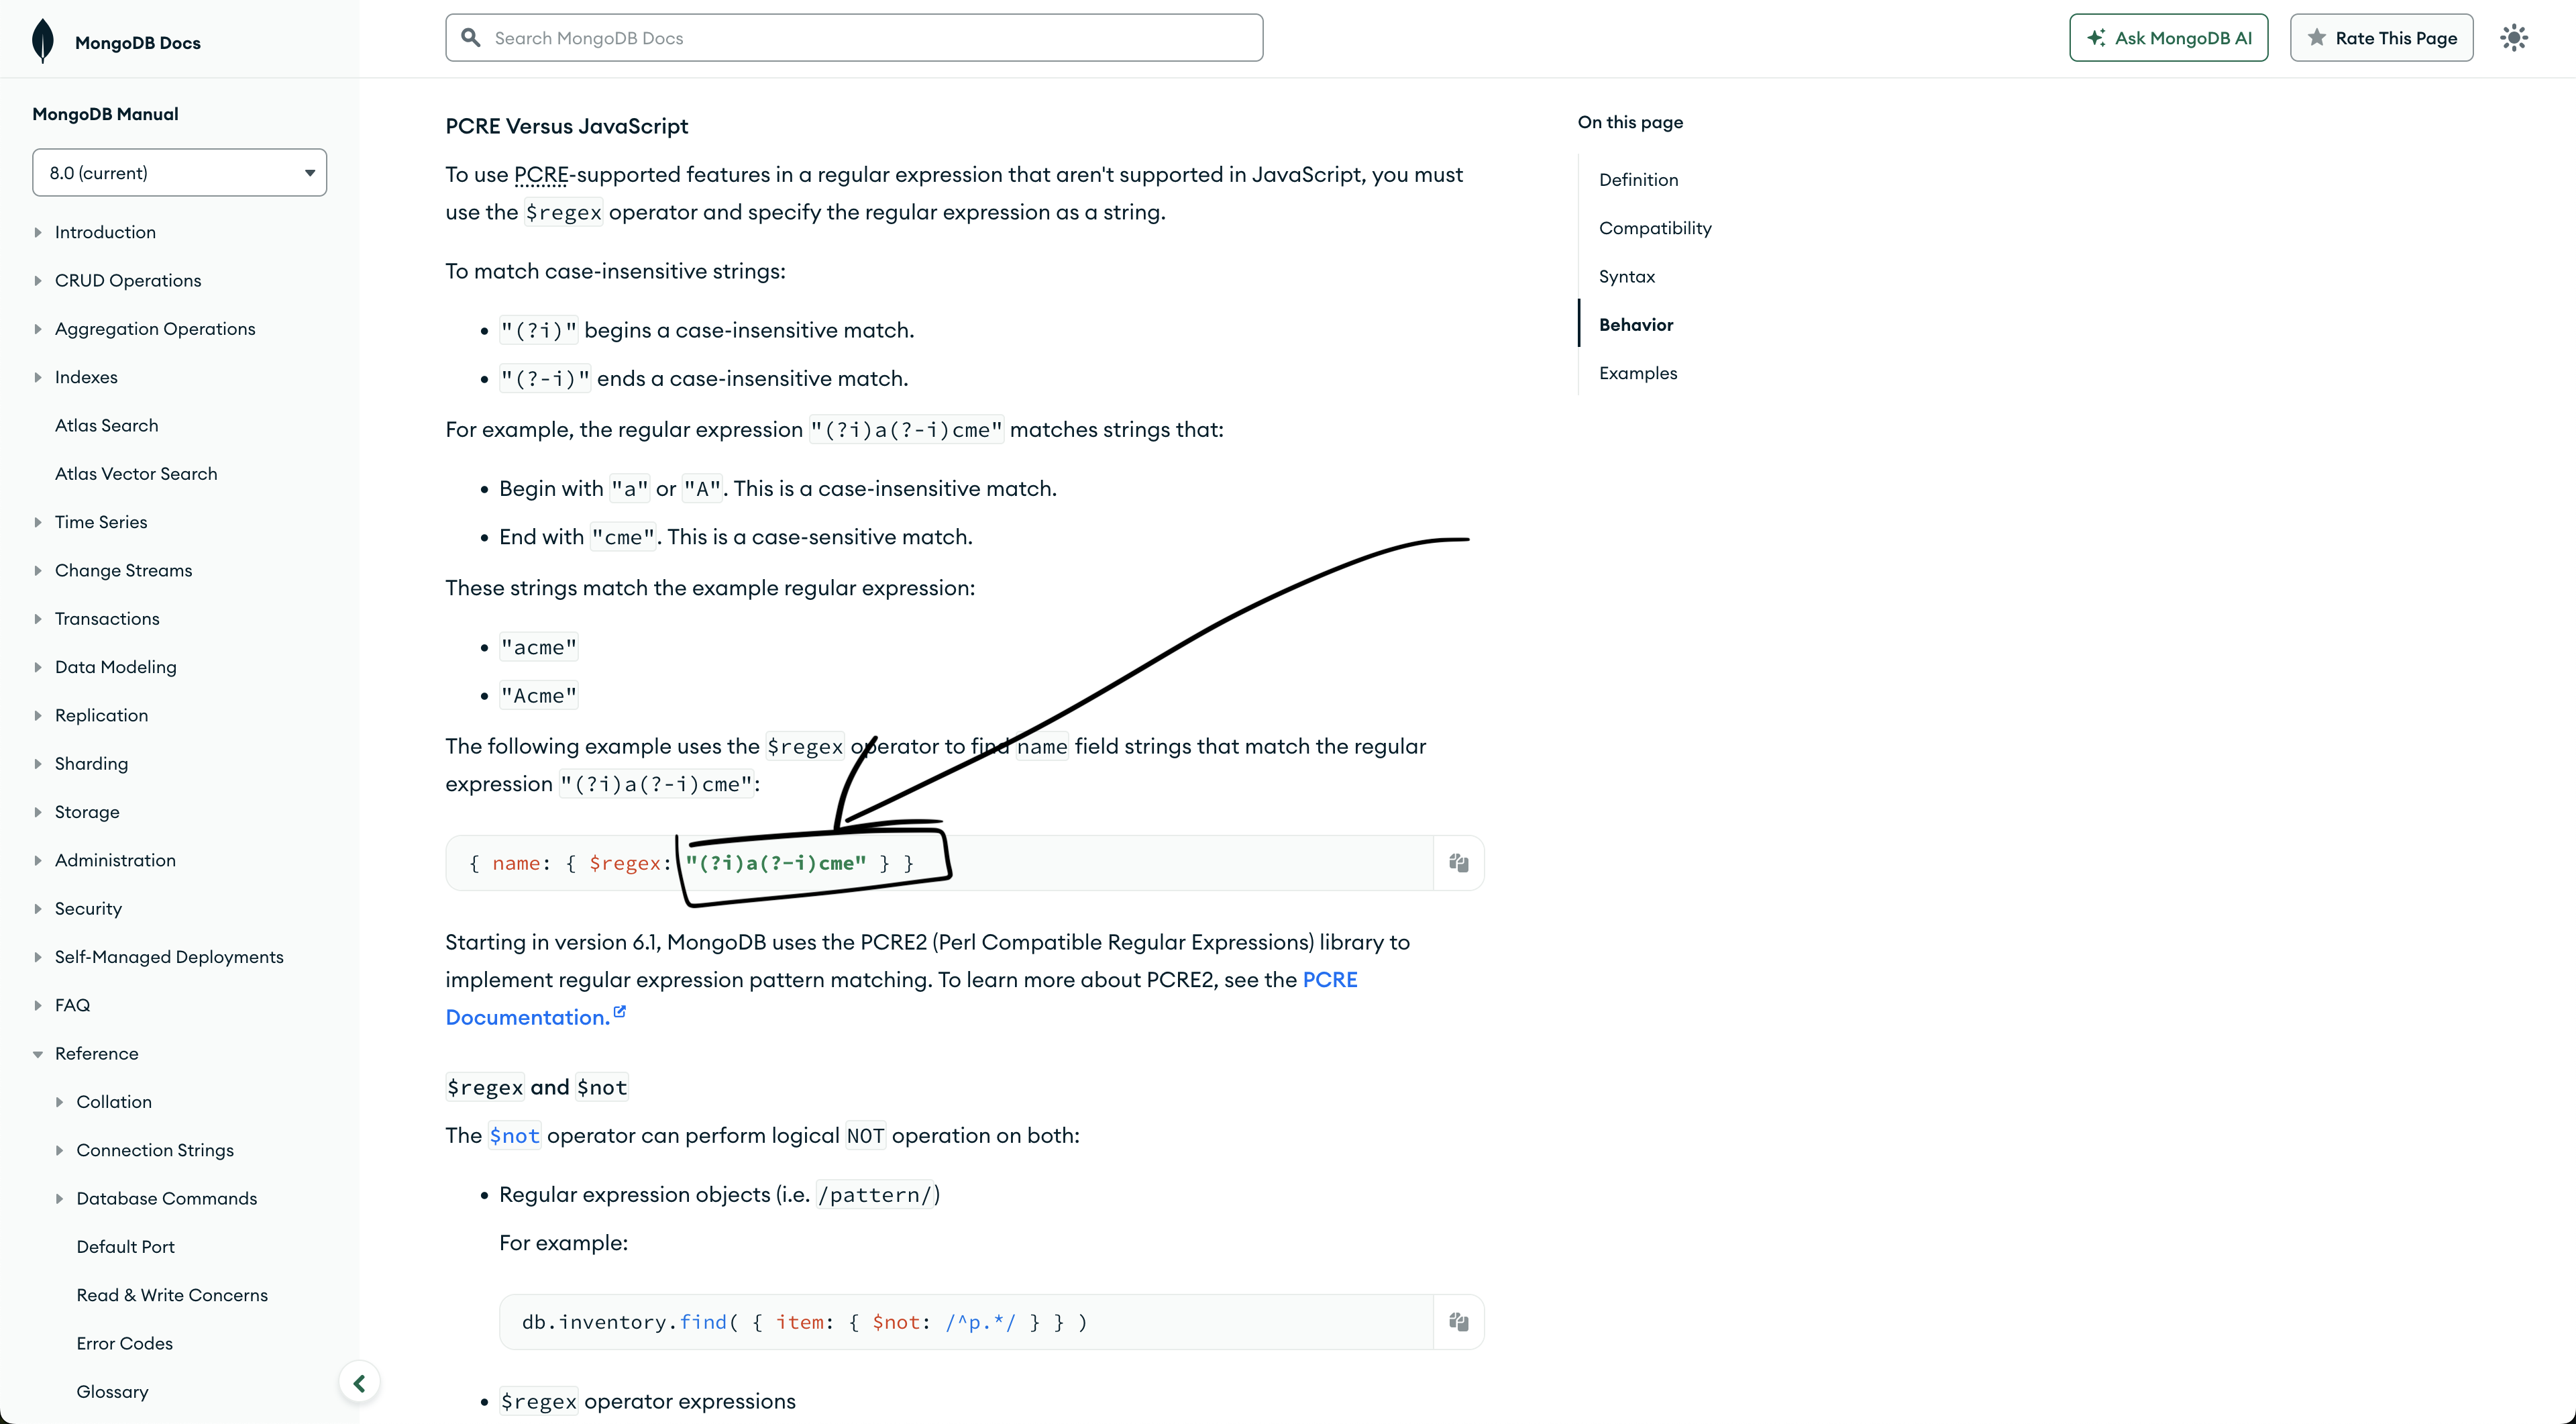 MongoDB Docs
Search MongoDB Docs
Ask MongoDB AI
Rate This Page
MongoDB Manual
8.0 (current)
Introduction
CRUD Operations
Aggregation Operations
Indexes
Atlas Search
Atlas Vector Search
Time Series
Change Streams
Transactions
Data Modeling
Replication
Sharding
Storage
Administration
Security
Self-Managed Deployments
FAQ
Reference
Collation
Connection Strings
Database Commands
Default Port
Read & Write Concerns
Error Codes
Glossary
PCRE Versus JavaScript
To use PCRE-supported features in a regular expression that aren't supported in JavaScript, you must
use the $regex operator and specify the regular expression as a string.
To match case-insensitive strings:
• "(?i)" begins a case-insensitive match.
• "(?-i)" ends a case-insensitive match.
For example, the regular expression "(?i)a(?-i)cme" matches strings that:
• Begin with "a" or "A". This is a case-insensitive match.
• End with "cme". This is a case-sensitive match.
These strings match the example regular expression:
• "acme"
• "Acme"
The following example uses the $regex operator to find name field strings that match the regular
expression "(?i)a(?-i)cme":
{ name: { $regex: "(?i)a(?-i)cme" } }
Starting in version 6.1, MongoDB uses the PCRE2 (Perl Compatible Regular Expressions) library to
implement regular expression pattern matching. To learn more about PCRE2, see the PCRE
Documentation.
$regex and $not
The $not operator can perform logical NOT operation on both:
• Regular expression objects (i.e. /pattern/)
For example:
db.inventory.find( { item: { $not: /^p.*/ } } )
• $regex operator expressions
On this page
Definition
Compatibility
Syntax
Behavior
Examples